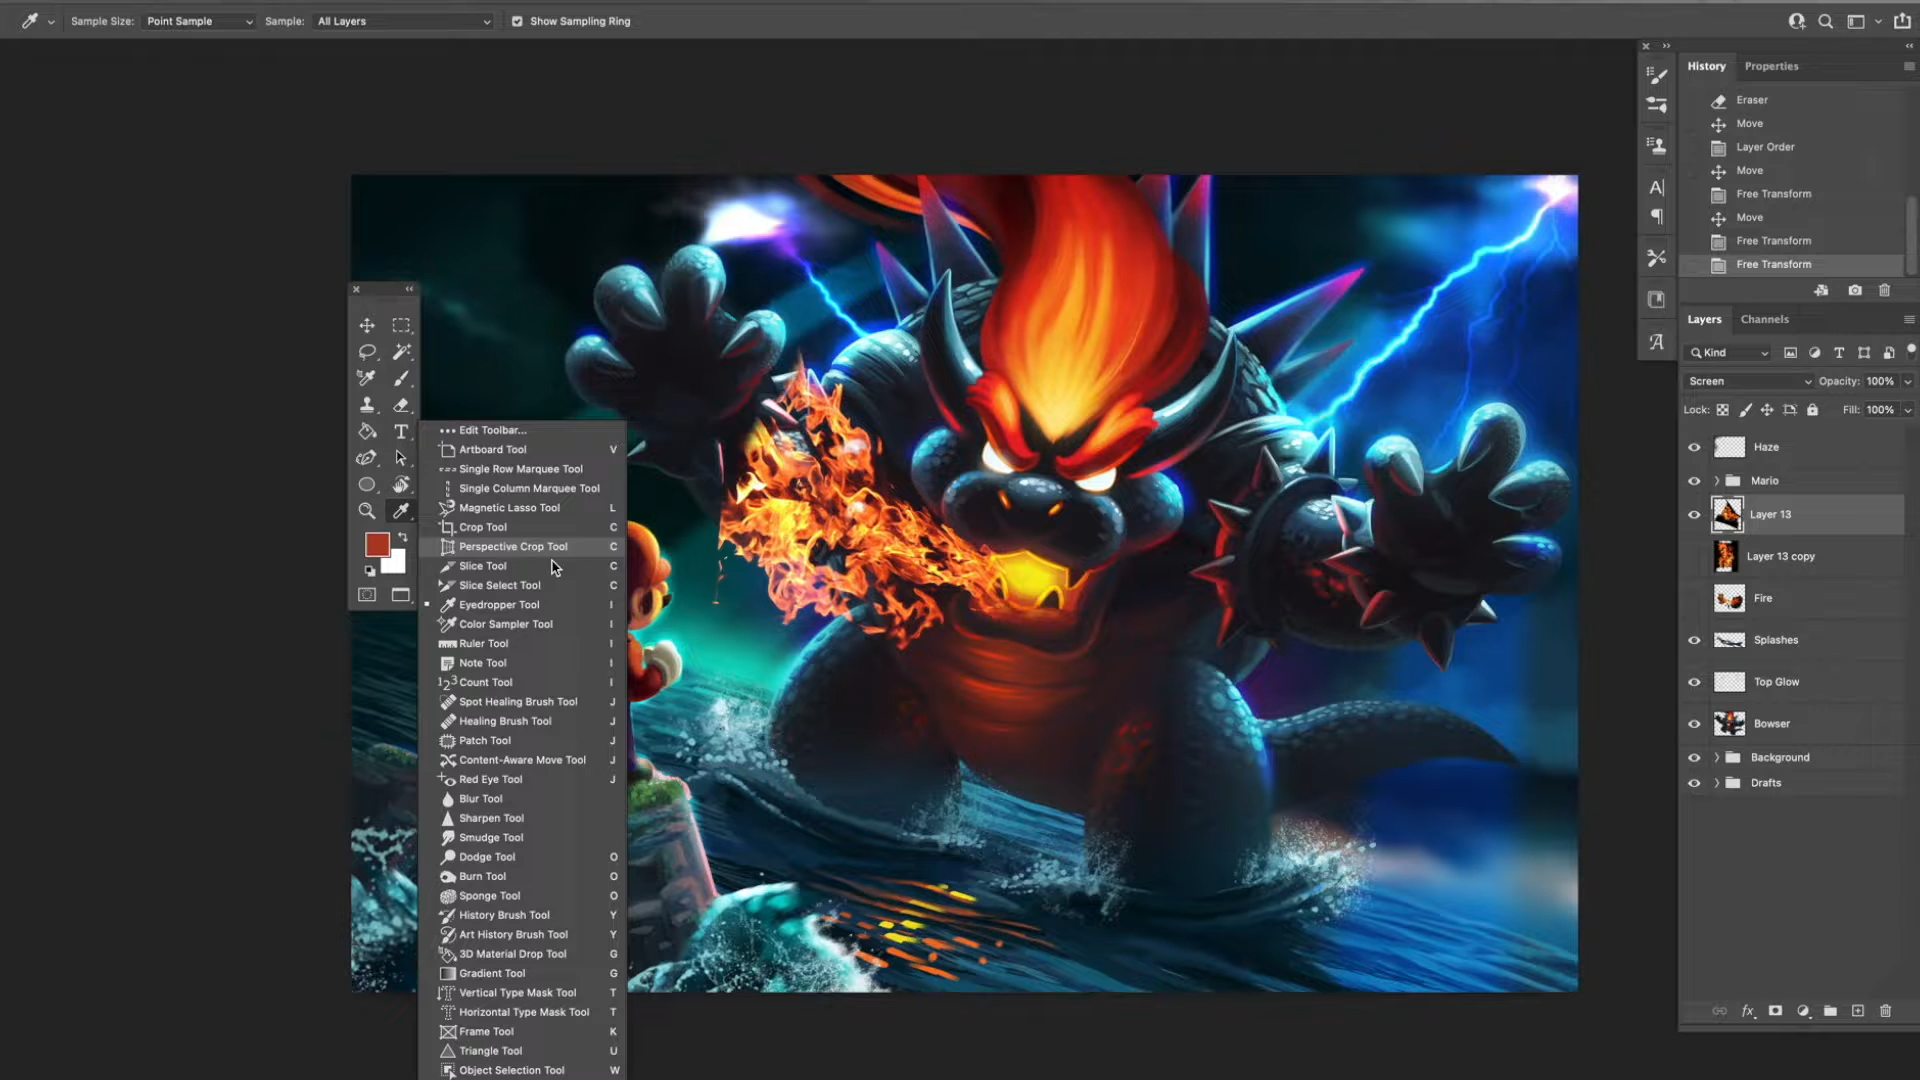 Sample Size: Point Sample Sample: All Layers Show Sampling Ring
History Properties
Eraser
Move
Layer Order
Move
Free Transform
Move
Free Transform
Free Transform
Layers Channels
Kind
Screen Opacity: 100%
Lock: Fill: 100%
Haze
Mario
Layer 13
Layer 13 copy
Fire
Splashes
Top Glow
Bowser
Background
Drafts
Edit Toolbar...
Artboard Tool V
Single Row Marquee Tool
Single Column Marquee Tool
Magnetic Lasso Tool L
Crop Tool C
Perspective Crop Tool C
Slice Tool C
Slice Select Tool C
Eyedropper Tool I
Color Sampler Tool I
Ruler Tool I
Note Tool I
Count Tool I
Spot Healing Brush Tool J
Healing Brush Tool J
Patch Tool J
Content-Aware Move Tool J
Red Eye Tool J
Blur Tool
Sharpen Tool
Smudge Tool
Dodge Tool O
Burn Tool O
Sponge Tool O
History Brush Tool Y
Art History Brush Tool Y
3D Material Drop Tool G
Gradient Tool G
Vertical Type Mask Tool T
Horizontal Type Mask Tool T
Frame Tool K
Triangle Tool U
Object Selection Tool W